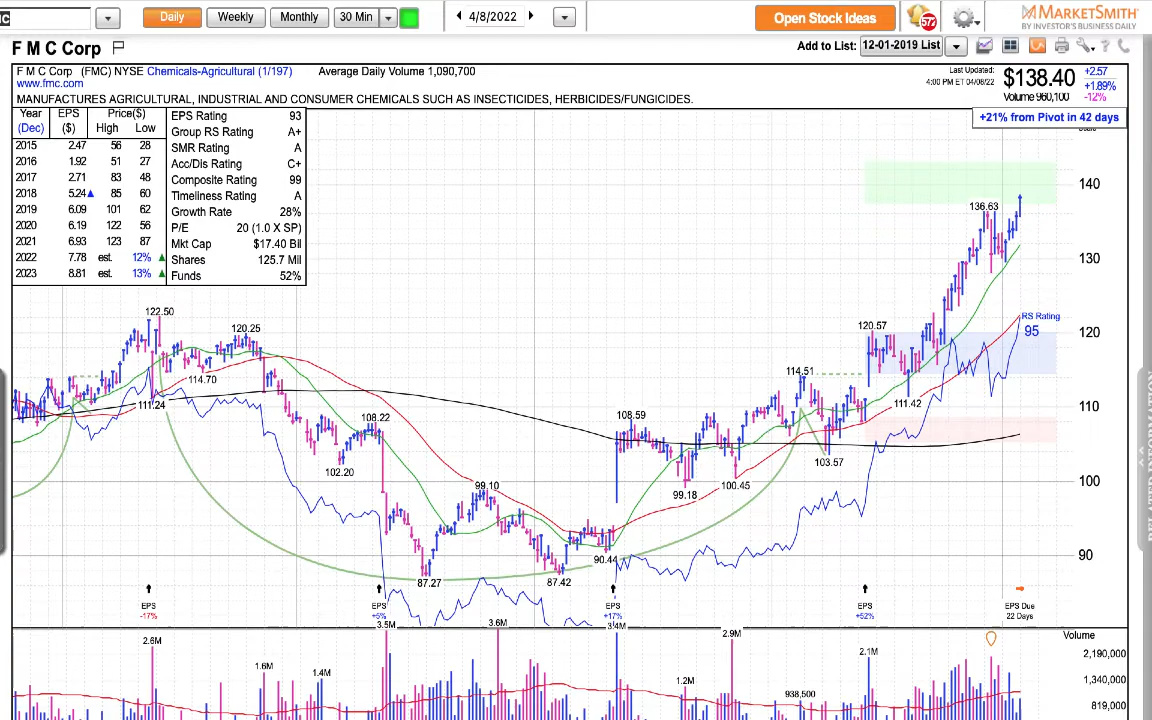 Daily
Weekly
Monthly
30 Min
4/8/2022
Open Stock Ideas
572
MARKETSMITH
BY INVESTOR'S BUSINESS DAILY
F M C Corp
Add to List:
12-01-2019 List
F M C Corp (FMC) NYSE Chemicals-Agricultural (1/197) Average Daily Volume 1,090,700
www.fmc.com
MANUFACTURES AGRICULTURAL, INDUSTRIAL AND CONSUMER CHEMICALS SUCH AS INSECTICIDES, HERBICIDES/FUNGICIDES.
Last Updated:
4:00 PM ET 04/08/22
$138.40
+2.57
+1.89%
Volume 960,100
-12%
+21% from Pivot in 42 days
Year EPS Price($)
(Dec) ($) High Low
2015 2.47 56 28
2016 1.92 51 27
2017 2.71 83 48
2018 5.24 85 60
2019 6.09 101 62
2020 6.19 122 56
2021 6.93 123 87
2022 7.78 est. 12%
2023 8.81 est. 13%
EPS Rating 93
Group RS Rating A+
SMR Rating A
Acc/Dis Rating C+
Composite Rating 99
Timeliness Rating A
Growth Rate 28%
P/E 20 (1.0 X SP)
Mkt Cap $17.40 Bil
Shares 125.7 Mil
Funds 52%
140
136.63
130
122.50
120.25
120.57
RS Rating
95
120
114.70
114.51
111.24
111.42
110
108.22
108.59
102.20
103.57
99.10
99.18
100.45
100
90.44
90
87.27
87.42
EPS
-17%
EPS
+5%
EPS
+17%
EPS
+52%
EPS Due
22 Days
Volume
2.6M
1.6M
1.4M
3.5M
3.6M
3.4M
2.9M
1.2M
938,500
2.1M
2,190,000
1,340,000
819,000